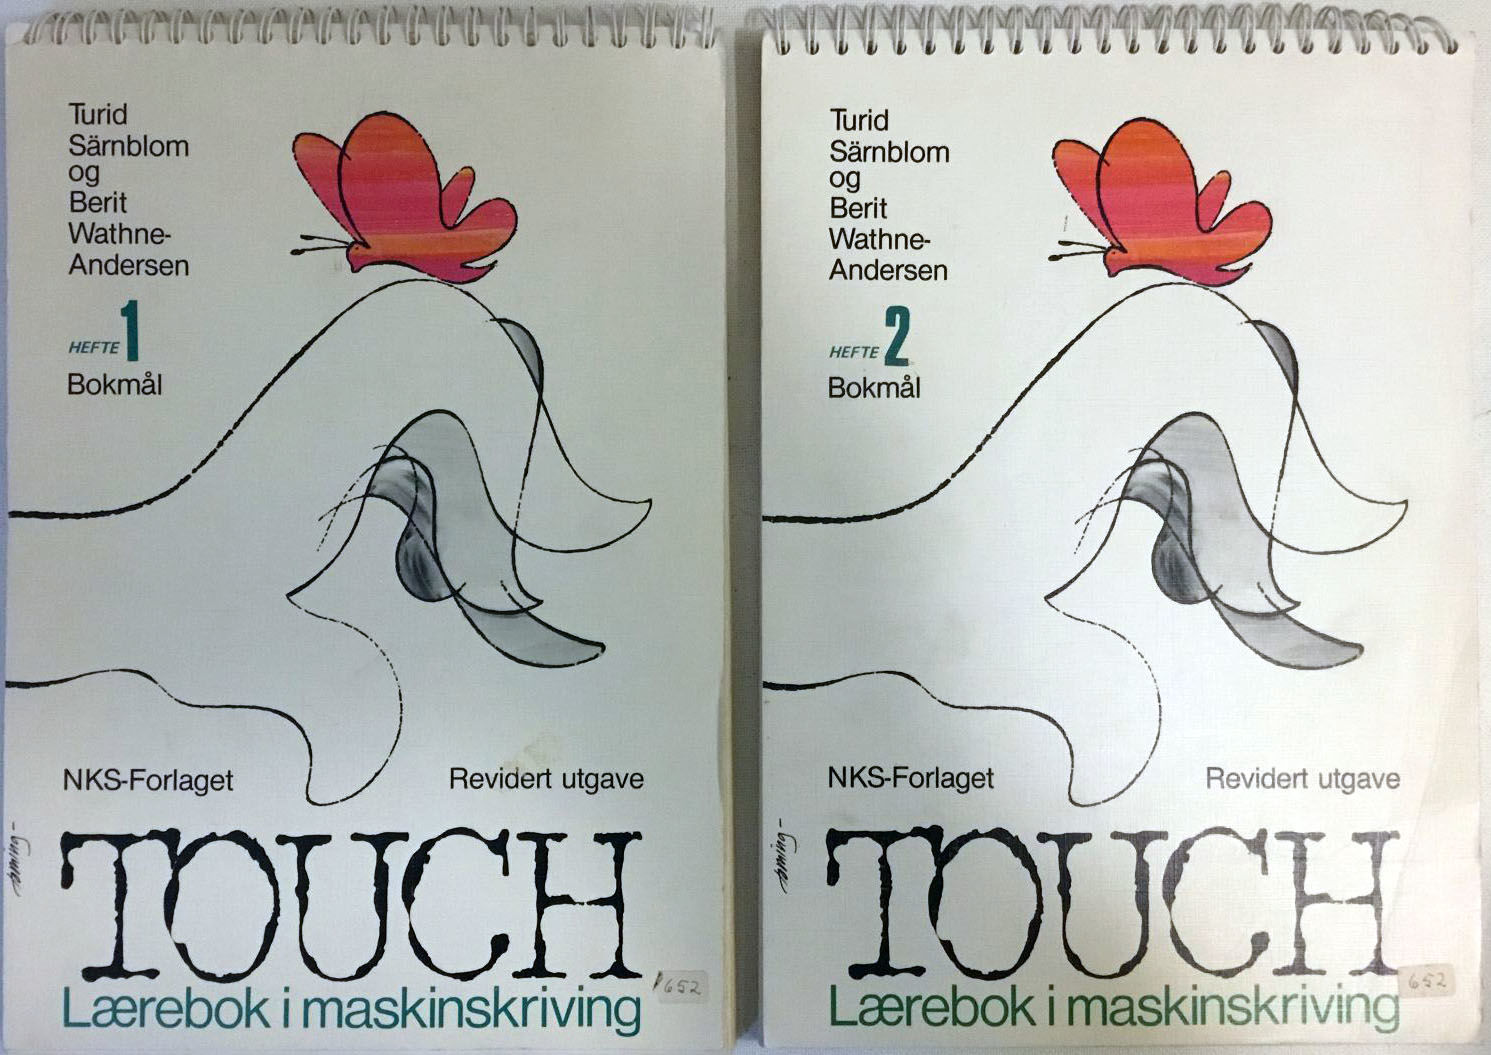 Turid
Särnblom
og
Berit
Wathne-
Andersen
HEFTE 1
Bokmål
NKS-Forlaget
Revidert utgave
TOUCH
652
Lærebok i maskinskriving
Turid
Särnblom
og
Berit
Wathne-
Andersen
HEFTE 2
Bokmål
NKS-Forlaget
Revidert utgave
TOUCH
652
Lærebok i maskinskriving